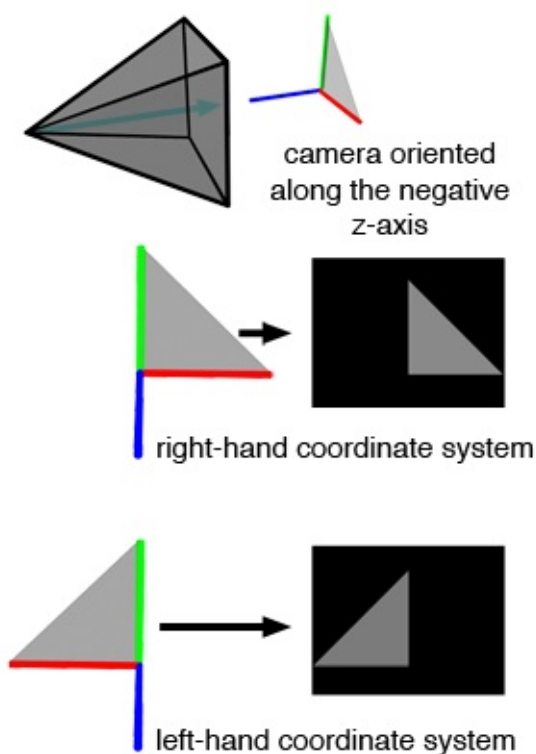 camera oriented
along the negative
z-axis
right-hand coordinate system
left-hand coordinate system